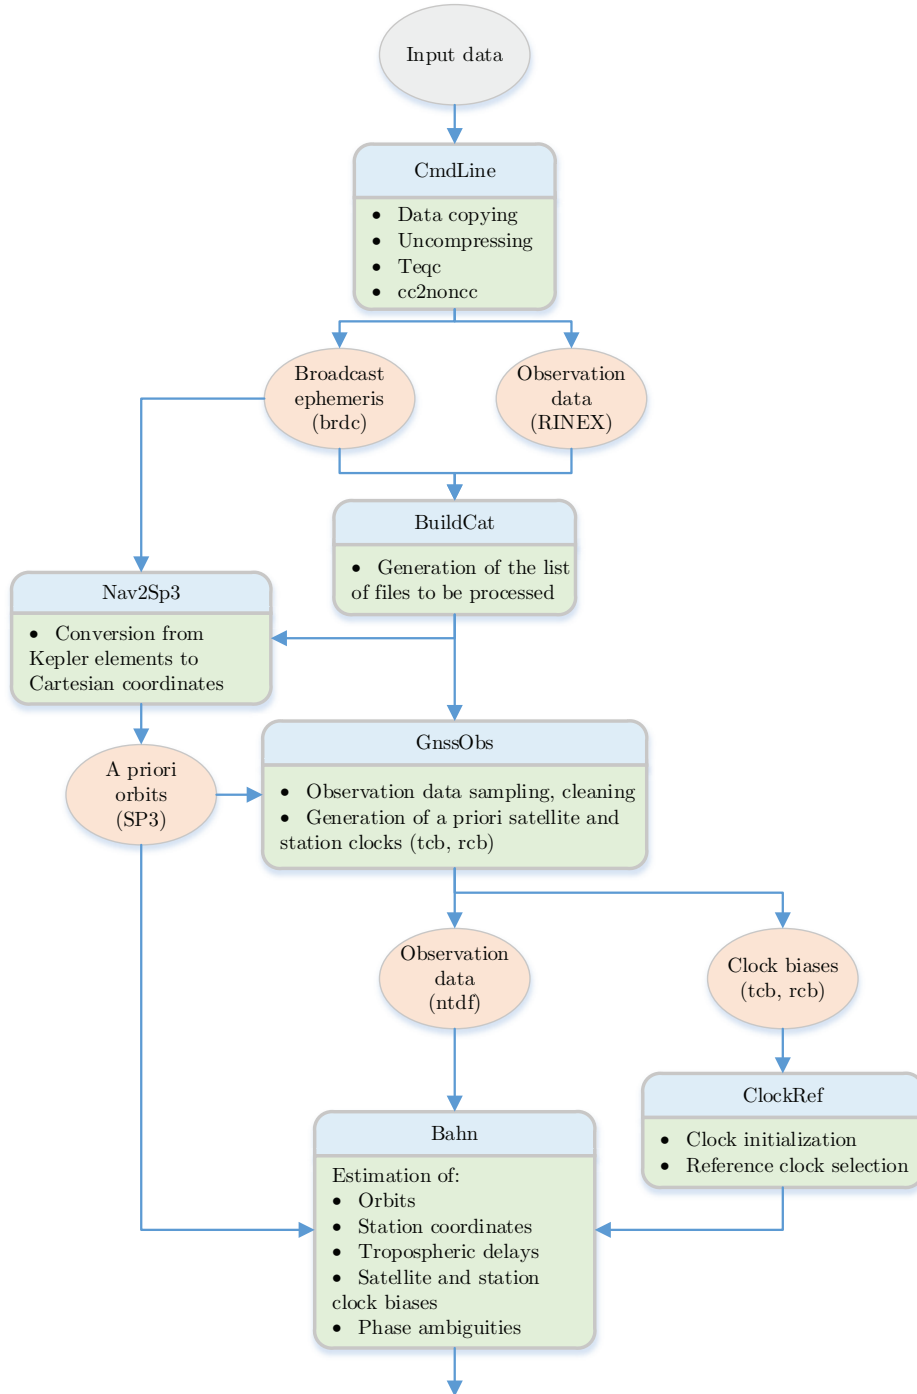 Input data
CmdLine
• Data copying
• Uncompressing
• Teqc
• cc2noncc
Broadcast
ephemeris
(brdc)
Observation
data
(RINEX)
BuildCat
• Generation of the list
of files to be processed
Nav2Sp3
• Conversion from
Kepler elements to
Cartesian coordinates
A priori
orbits
(SP3)
GnssObs
• Observation data sampling, cleaning
• Generation of a priori satellite and
station clocks (tcb, rcb)
Observation
data
(ntdf)
Clock biases
(tcb, rcb)
ClockRef
• Clock initialization
• Reference clock selection
Bahn
Estimation of:
• Orbits
• Station coordinates
• Tropospheric delays
• Satellite and station
clock biases
• Phase ambiguities